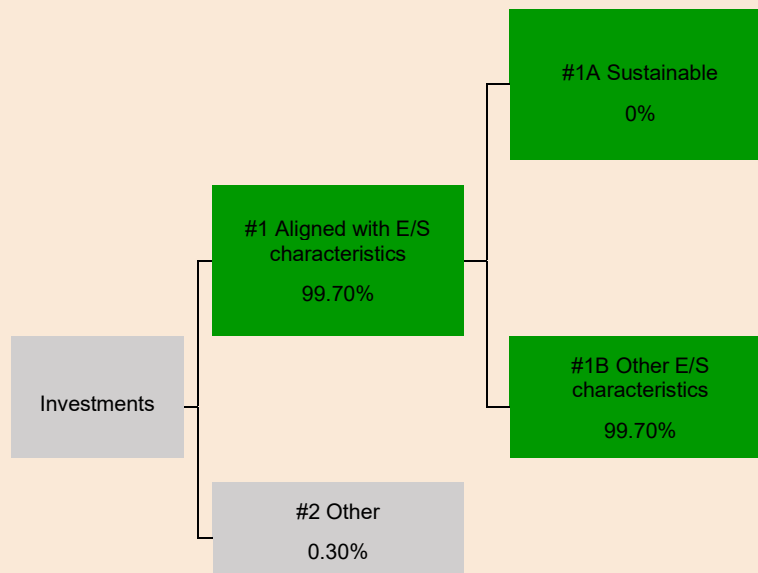 #1A Sustainable
0%
#1 Aligned with E/S
characteristics
99.70%
#1B Other E/S
characteristics
99.70%
Investments
#2 Other
0.30%